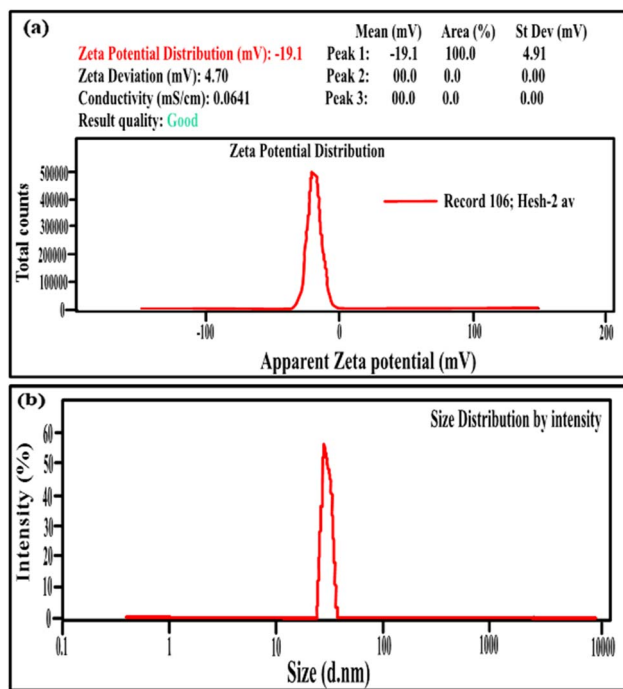 (a)
Mean (mV) Area (%) St Dev (mV)
Zeta Potential Distribution (mV): -19.1 Peak 1: -19.1 100.0 4.91
Zeta Deviation (mV): 4.70 Peak 2: 00.0 0.0 0.00
Conductivity (mS/cm): 0.0641 Peak 3: 00.0 0.0 0.00
Result quality: Good
Zeta Potential Distribution
Total counts
500000
400000
300000
200000
100000
0
Record 106; Hesh-2 av
-100 0 100 200
Apparent Zeta potential (mV)
(b)
Size Distribution by intensity
Intensity (%)
60
50
40
30
20
10
0
0.1 1 10 100 1000 10000
Size (d.nm)